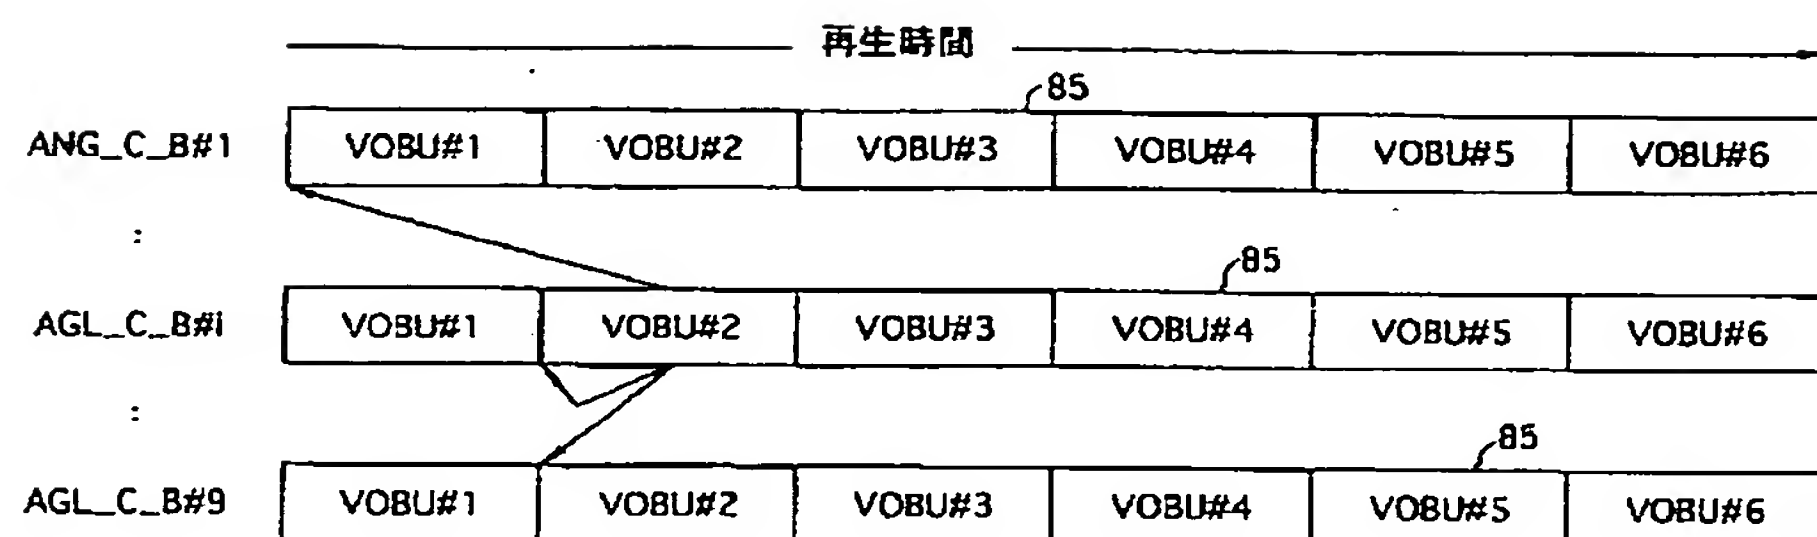 再生時間
85
ANG_C_B#1 VOBU#1 VOBU#2 VOBU#3 VOBU#4 VOBU#5 VOBU#6
:
85
AGL_C_B#i VOBU#1 VOBU#2 VOBU#3 VOBU#4 VOBU#5 VOBU#6
:
85
AGL_C_B#9 VOBU#1 VOBU#2 VOBU#3 VOBU#4 VOBU#5 VOBU#6